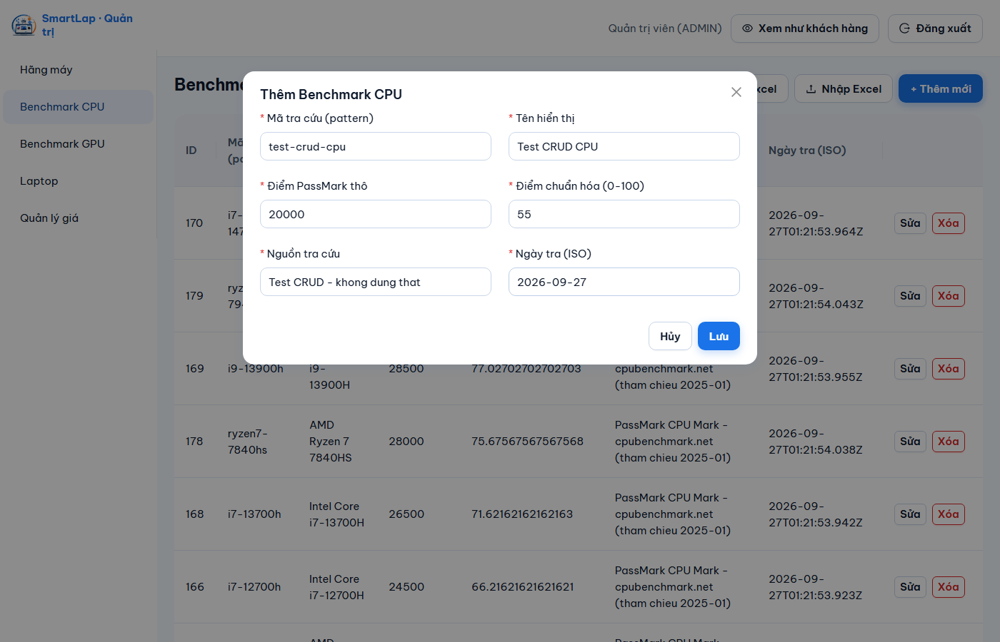 SmartLap · Quản
trị
Quản trị viên (ADMIN)
Xem như khách hàng
Đăng xuất
Hãng máy
Benchmark CPU
Benchmark GPU
Laptop
Quản lý giá
Nhập Excel
+ Thêm mới
Thêm Benchmark CPU
* Mã tra cứu (pattern)
* Tên hiển thị
test-crud-cpu
Test CRUD CPU
* Điểm PassMark thô
* Điểm chuẩn hóa (0-100)
20000
55
* Nguồn tra cứu
* Ngày tra (ISO)
Test CRUD - khong dung that
2026-09-27
Hủy
Lưu
ID
Ngày tra (ISO)
170
2026-09-
27T01:21:53.964Z
Sửa
Xóa
179
2026-09-
27T01:21:54.043Z
Sửa
Xóa
169
i9-13900h
i9-
13900H
28500
77.02702702702703
cpubenchmark.net
(tham chieu 2025-01)
2026-09-
27T01:21:53.955Z
Sửa
Xóa
178
ryzen7-
7840hs
AMD
Ryzen 7
7840HS
28000
75.67567567567568
PassMark CPU Mark -
cpubenchmark.net
(tham chieu 2025-01)
2026-09-
27T01:21:54.038Z
Sửa
Xóa
168
i7-13700h
Intel Core
i7-13700H
26500
71.62162162162163
PassMark CPU Mark -
cpubenchmark.net
(tham chieu 2025-01)
2026-09-
27T01:21:53.942Z
Sửa
Xóa
166
i7-12700h
Intel Core
i7-12700H
24500
66.21621621621621
PassMark CPU Mark -
cpubenchmark.net
(tham chieu 2025-01)
2026-09-
27T01:21:53.923Z
Sửa
Xóa